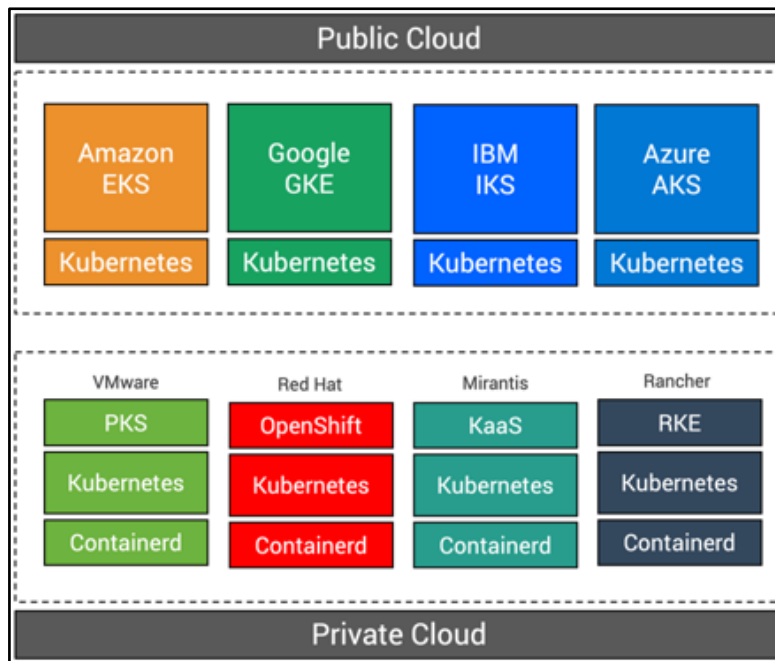 Public Cloud
Amazon
EKS
Google
GKE
IBM
IKS
Azure
AKS
Kubernetes
Kubernetes
Kubernetes
Kubernetes
VMware
Red Hat
Mirantis
Rancher
PKS
OpenShift
KaaS
RKE
Kubernetes
Kubernetes
Kubernetes
Kubernetes
Containerd
Containerd
Containerd
Containerd
Private Cloud